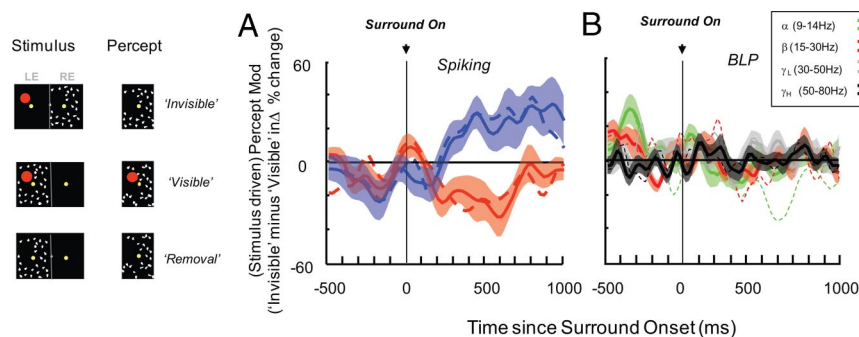 Stimulus
Percept
LE
RE
'Invisible'
'Visible'
'Removal'
A
Surround On
Spiking
(Stimulus driven) Percept Mod
('Invisible' minus 'Visible' in Δ % change)
60
0
-60
-500
0
500
1000
B
Surround On
BLP
α (9-14Hz)
β (15-30Hz)
γL (30-50Hz)
γH (50-80Hz)
-500
0
500
1000
Time since Surround Onset (ms)